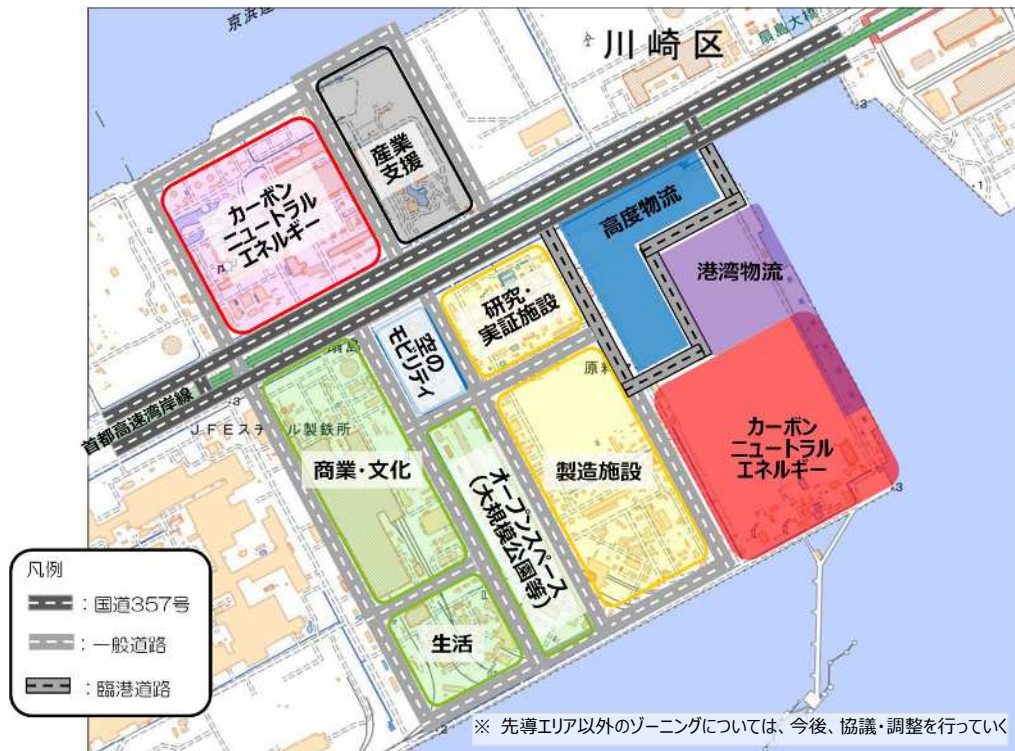 京浜運
川崎区
扇島大橋
産業
支援
カーボン
ニュートラル
エネルギー
高度物流
港湾物流
研究・
実証施設
空の
モビリティ
扇島
原料
首都高速湾岸線
JFEスチール製鉄所
商業・文化
オープンスペース
(大規模公園等)
製造施設
カーボン
ニュートラル
エネルギー
生活
凡例
:国道357号
:一般道路
:臨港道路
※ 先導エリア以外のゾーニングについては、今後、協議・調整を行っていく